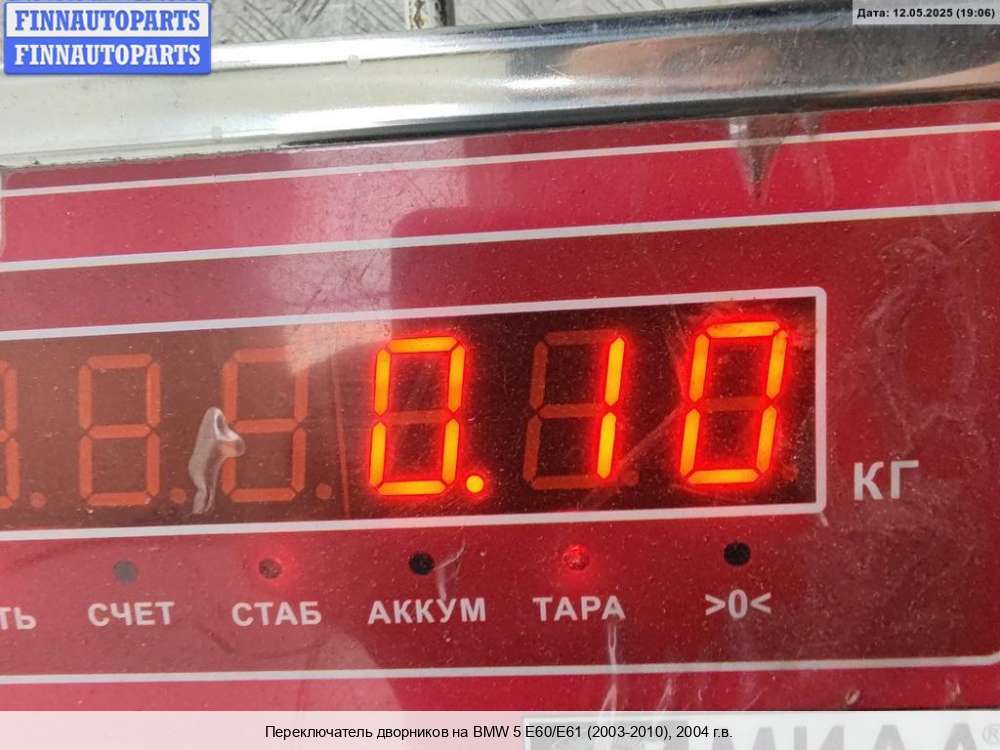 FINNAUTOPARTS
FINNAUTOPARTS
Дата: 12.05.2025 (19:06)
0.10
КГ
СЧЕТ СТАБ АККУМ ТАРА >0<
Переключатель дворников на BMW 5 E60/E61 (2003-2010), 2004 г.в.